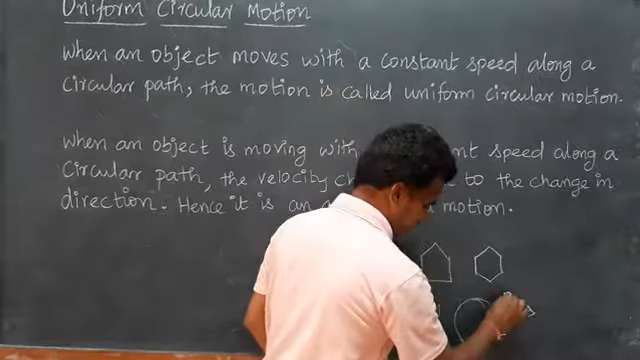 Uniform Circular Motion
When an object moves with a constant speed along a
circular path, the motion is called uniform circular motion.
When an object is moving with nt speed along a
circular path, the velocity ch to the change in
direction. Hence it is an a motion.